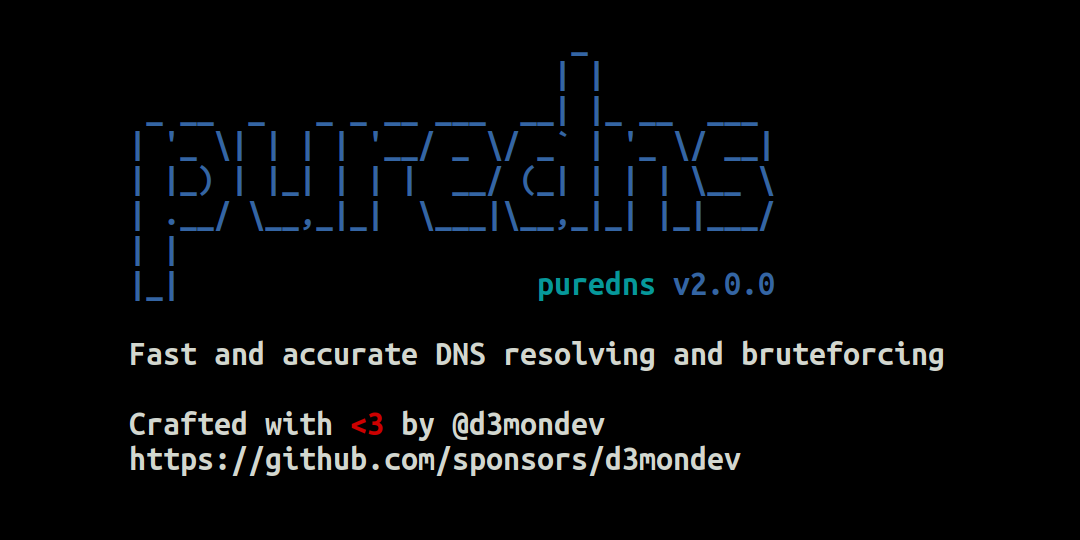 puredns
puredns v2.0.0
Fast and accurate DNS resolving and bruteforcing
Crafted with <3 by @d3mondev
https://github.com/sponsors/d3mondev